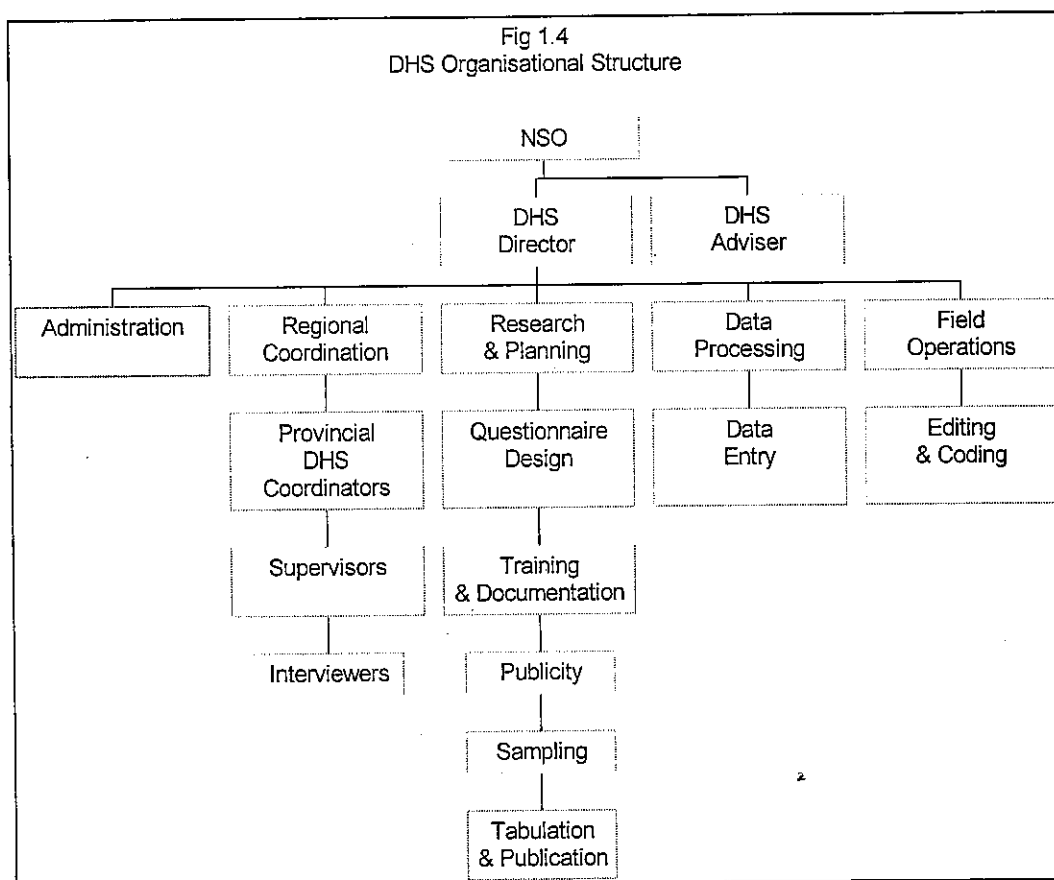 Fig 1.4
DHS Organisational Structure
NSO
DHS
Director
DHS
Adviser
Administration
Regional
Coordination
Research
& Planning
Data
Processing
Field
Operations
Provincial
DHS
Coordinators
Questionnaire
Design
Data
Entry
Editing
& Coding
Supervisors
Training
& Documentation
Interviewers
Publicity
Sampling
Tabulation
& Publication